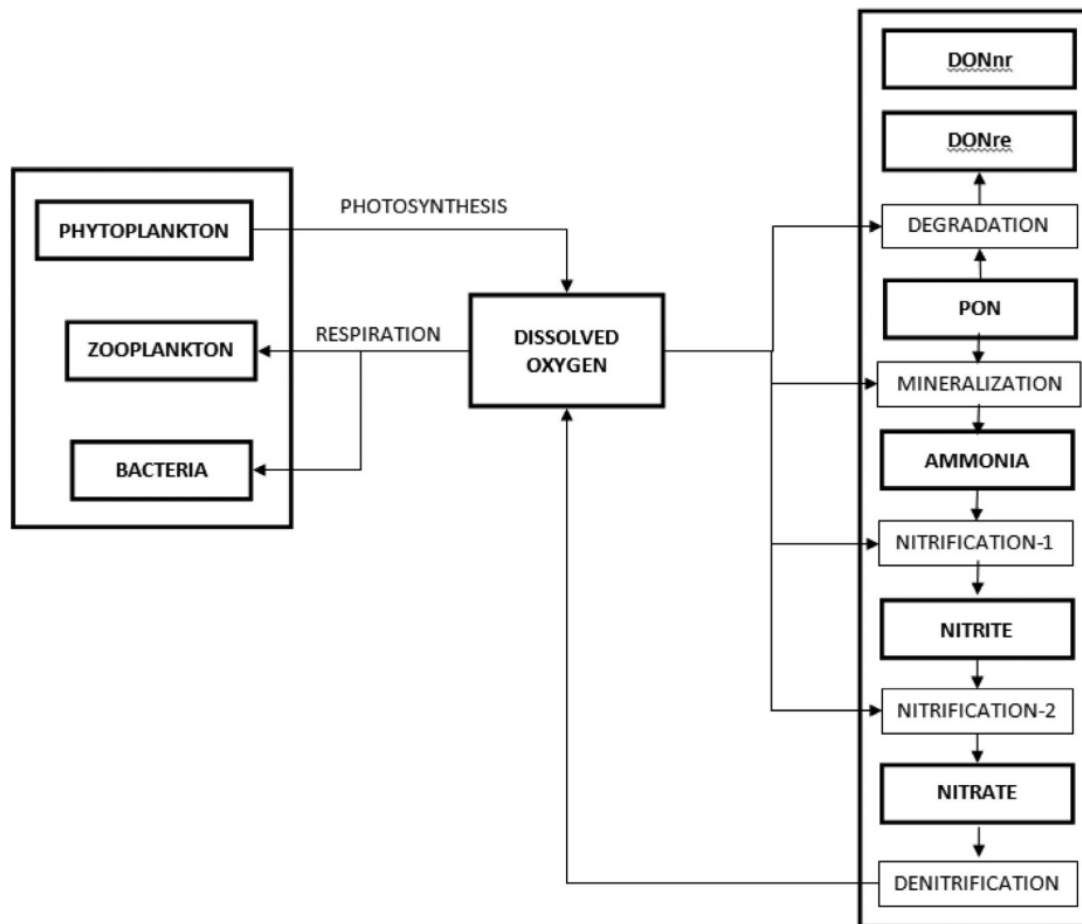 PHYTOPLANKTON
ZOOPLANKTON
BACTERIA
PHOTOSYNTHESIS
RESPIRATION
DISSOLVED
OXYGEN
DONnr
DONre
DEGRADATION
PON
MINERALIZATION
AMMONIA
NITRIFICATION-1
NITRITE
NITRIFICATION-2
NITRATE
DENITRIFICATION